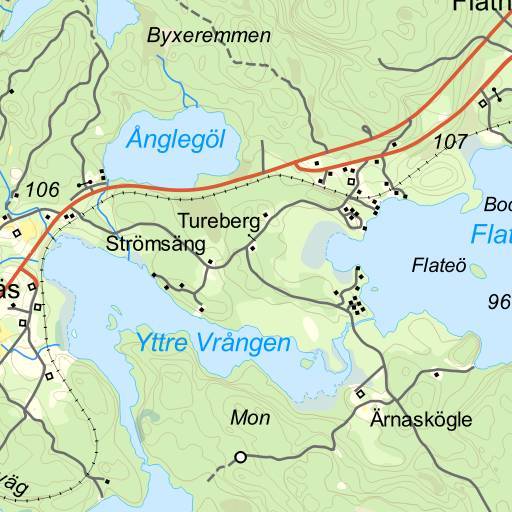 Byxeremmen
Ånglegöl
107
106
Tureberg
Strömsäng
Flateö
96
Yttre Vrången
Mon
Ärnaskögle